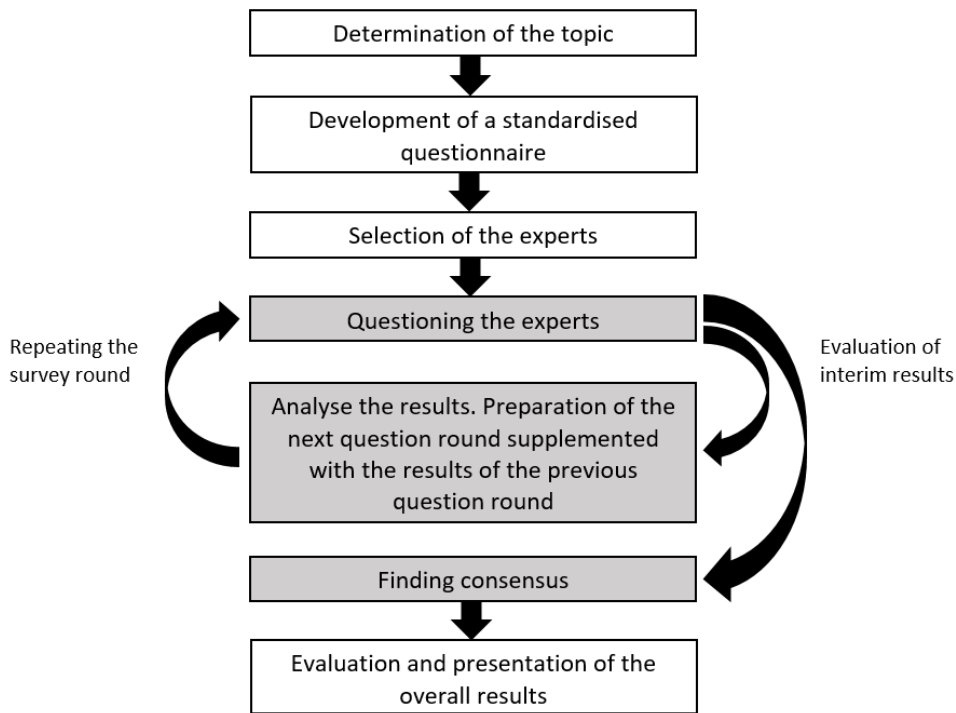 Determination of the topic
Development of a standardised
questionnaire
Selection of the experts
Questioning the experts
Repeating the
survey round
Evaluation of
interim results
Analyse the results. Preparation of the
next question round supplemented
with the results of the previous
question round
Finding consensus
Evaluation and presentation of the
overall results